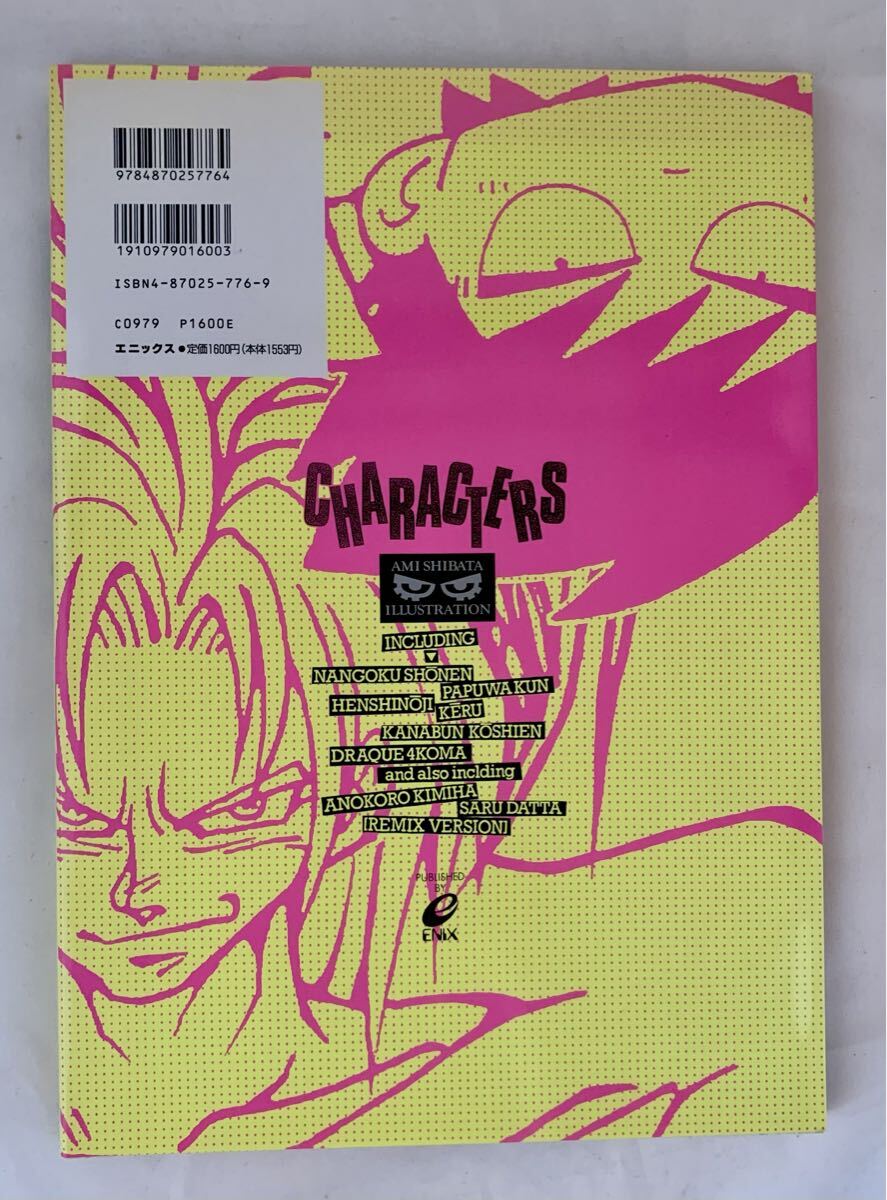 9784870257764
1910979016003
ISBN4-87025-776-9
C0979 P1600E
エニックス●定価1600円(本体1553円)
CHARACTERS
AMI SHIBATA
ILLUSTRATION
INCLUDING
▼
NANGOKU SHŌNEN
PAPUWA KUN
HENSHINŌJI
KĒRU
KANABUN KŌSHIEN
DRAQUE 4KOMA
and also inclding
ANOKORO KIMIHA
SARU DATTA
[REMIX VERSION]
PUBLISHED
BY
e
ENIX